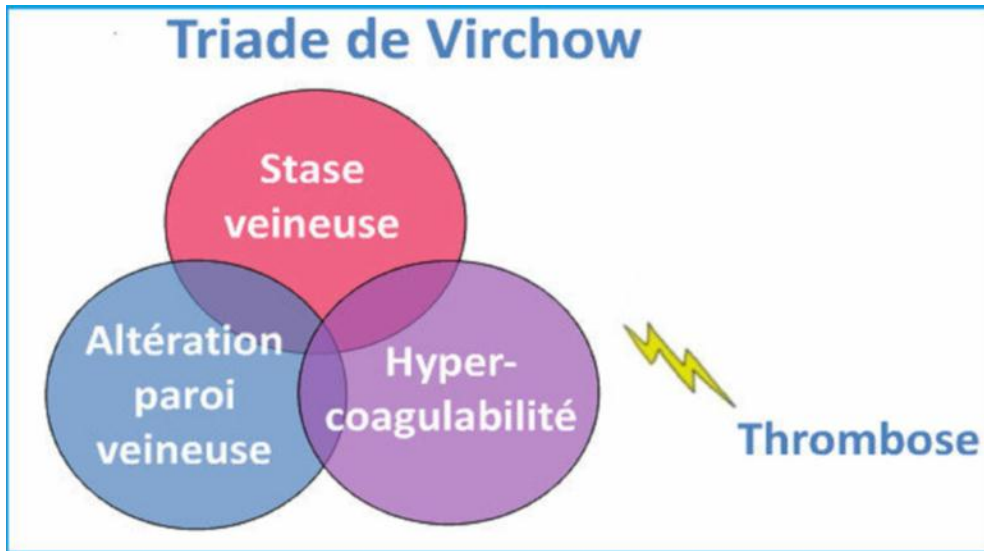 Triade de Virchow
Stase
veineuse
Altération
paroi
veineuse
Hyper-
coagulabilité
Thrombose